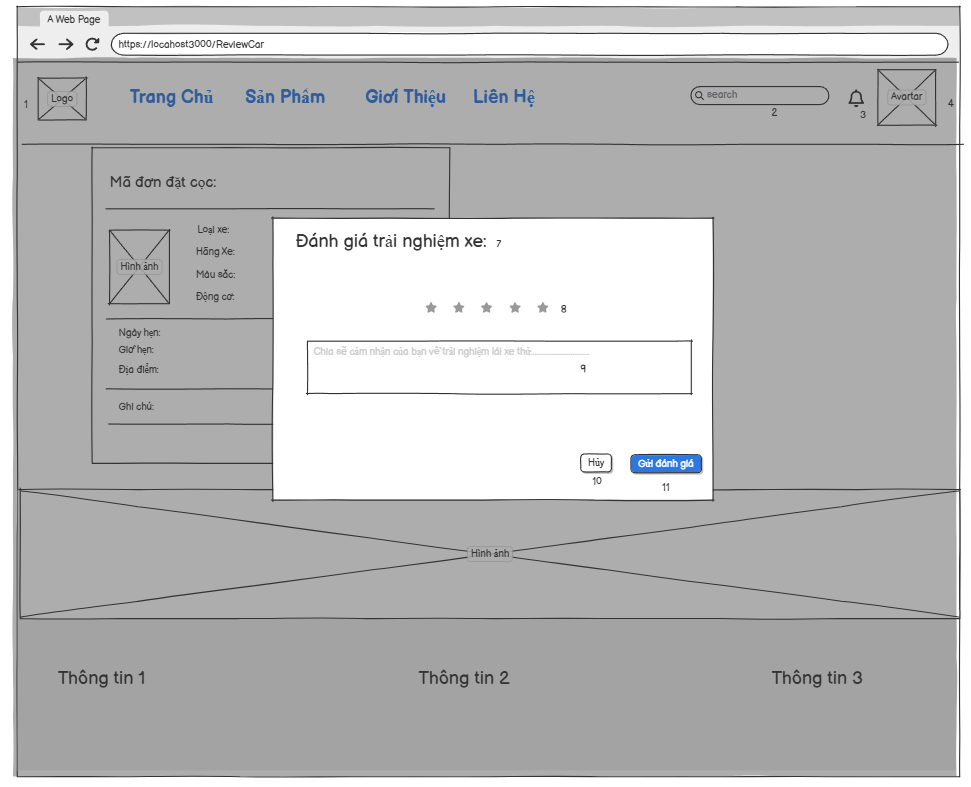 A Web Page
https://locahost3000/ReviewCar
1 Logo Trang Chủ Sản Phẩm Giơí Thiệu Liên Hệ search 2 3 Avartar 4
Mã đơn đặt cọc:
Loại xe:
Hãng Xe:
Hình ảnh
Màu sắc:
Động cơ:
Ngày hẹn:
Giờ hẹn:
Địa điểm:
Ghi chú:
Đánh giá trải nghiệm xe: 7
8
Chia sẽ cảm nhận của bạn về trải nghiệm lái xe thử......................
9
Hủy Gửi đánh giá
10 11
Hình ảnh
Thông tin 1 Thông tin 2 Thông tin 3